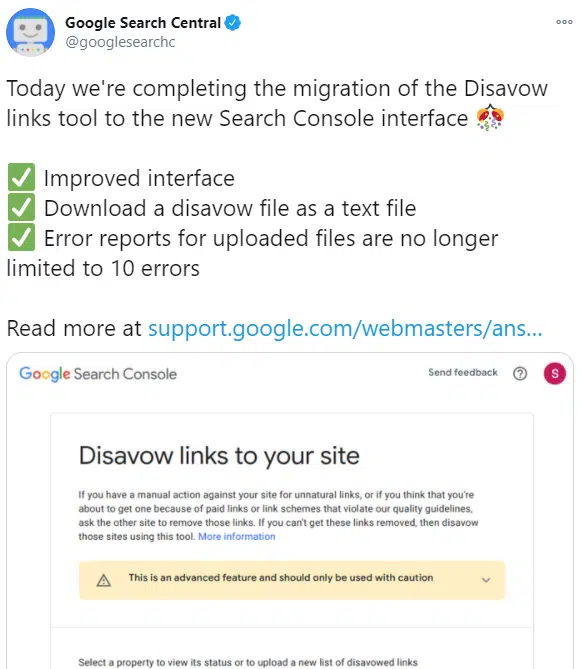 Google Search Central
@googlesearchc
Today we're completing the migration of the Disavow
links tool to the new Search Console interface
Improved interface
Download a disavow file as a text file
Error reports for uploaded files are no longer
limited to 10 errors
Read more at support.google.com/webmasters/ans...
Google Search Console
Send feedback
S
Disavow links to your site
If you have a manual action against your site for unnatural links, or if you think that you're
about to get one because of paid links or link schemes that violate our quality guidelines,
ask the other site to remove those links. If you can't get these links removed, then disavow
those sites using this tool. More information
This is an advanced feature and should only be used with caution
Select a property to view its status or to upload a new list of disavowed links